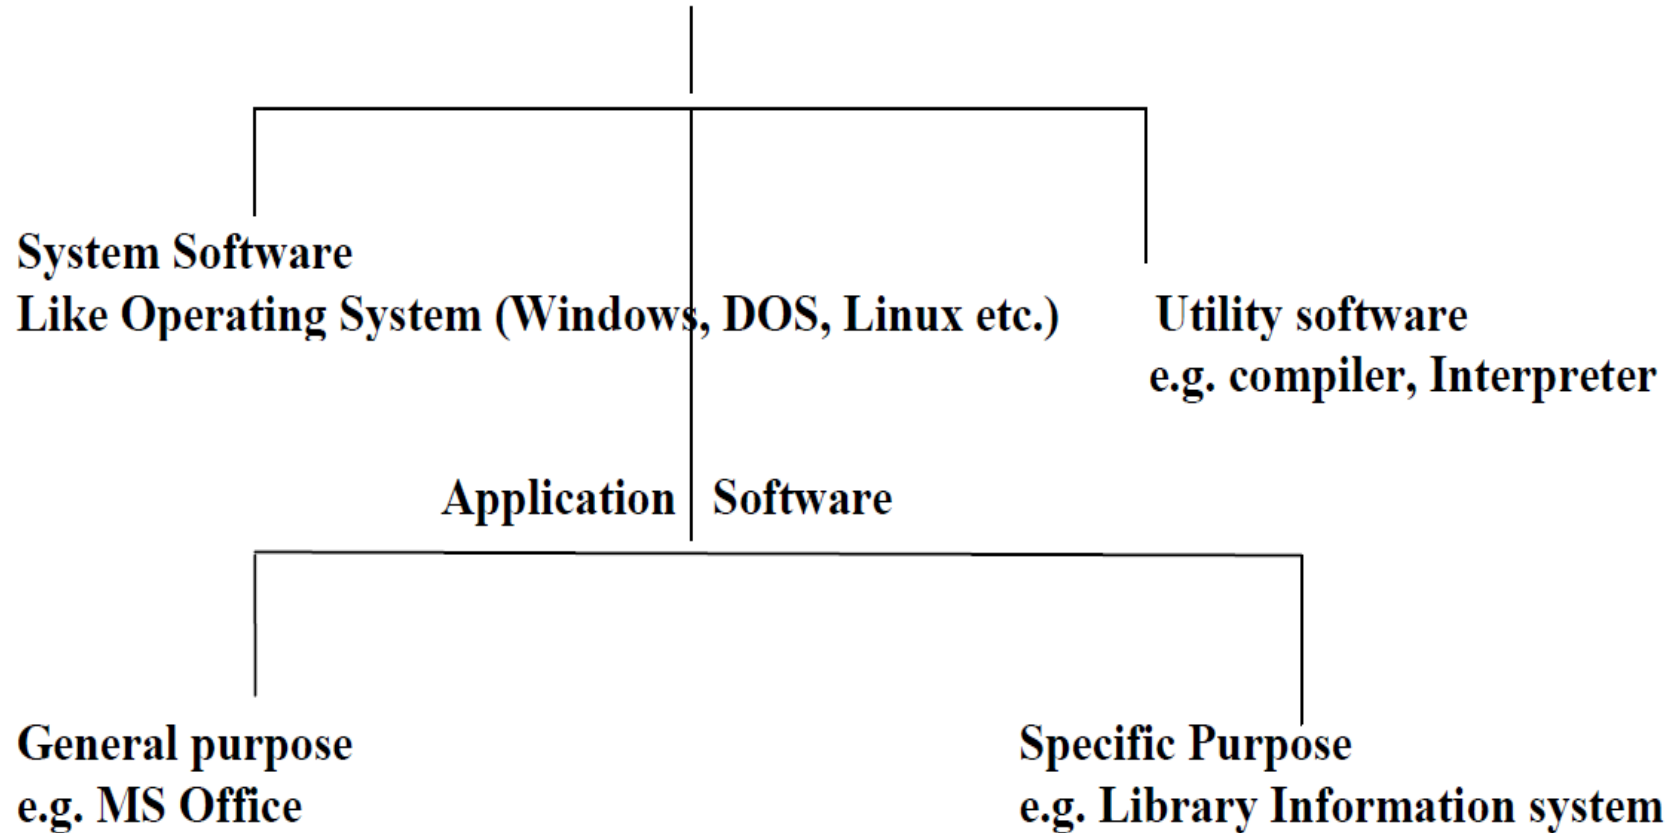 System Software
Like Operating System (Windows, DOS, Linux etc.)
Utility software
e.g. compiler, Interpreter
Application Software
General purpose
e.g. MS Office
Specific Purpose
e.g. Library Information system